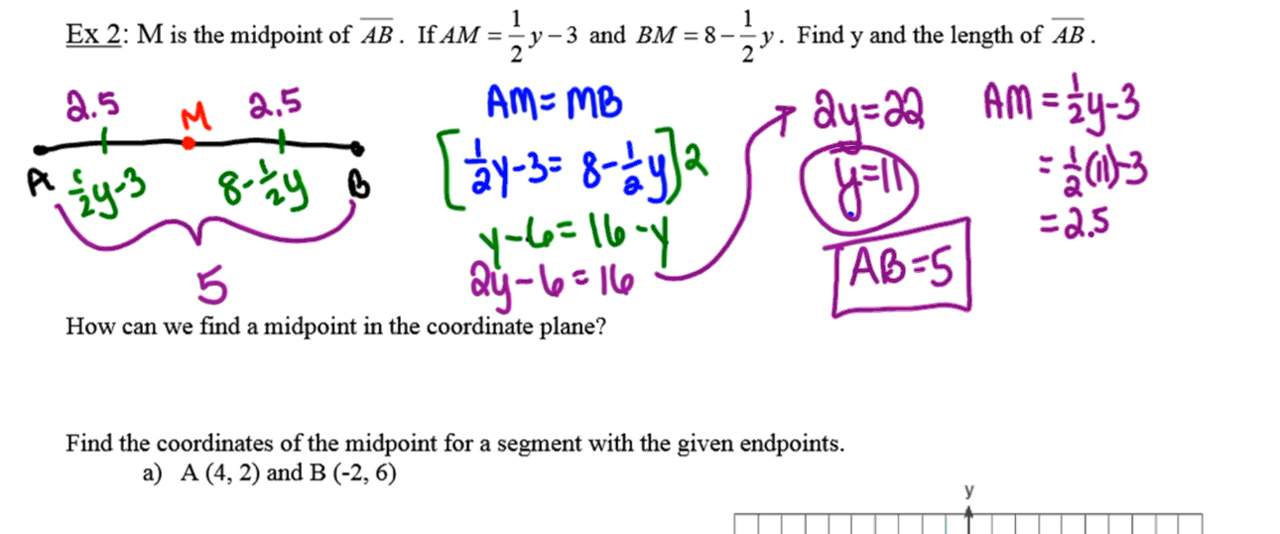 Ex 2: M is the midpoint of AB. If AM = 1/2 y − 3 and BM = 8 − 1/2 y. Find y and the length of AB.
2.5 M 2.5
A 1/2y-3 8-1/2y B
5
AM = MB
[1/2y-3 = 8-1/2y]2
y-6 = 16-y
2y-6 = 16
2y=22
y=11
AB=5
AM = 1/2y-3
= 1/2(11)-3
= 2.5
How can we find a midpoint in the coordinate plane?
Find the coordinates of the midpoint for a segment with the given endpoints.
a) A (4, 2) and B (-2, 6)
y